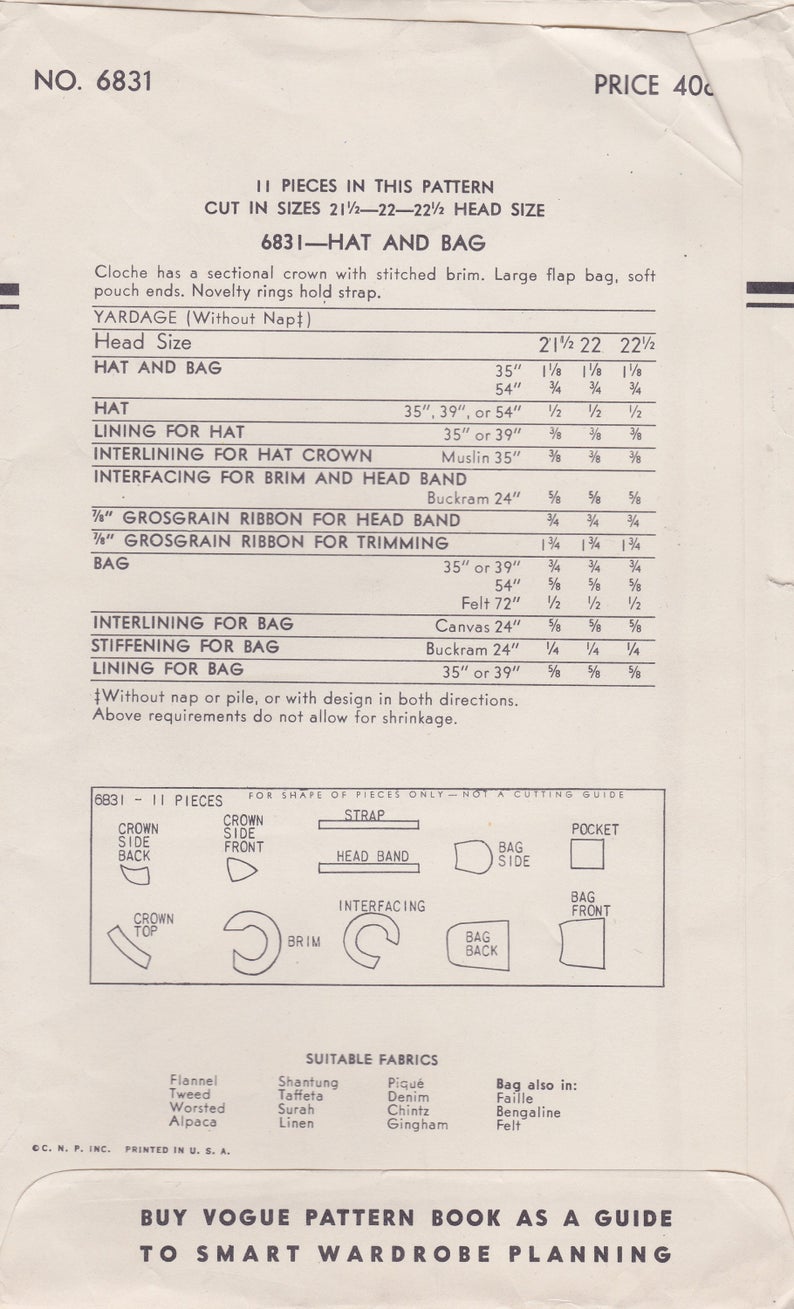 NO. 6831
PRICE 40¢
11 PIECES IN THIS PATTERN
CUT IN SIZES 21½—22—22½ HEAD SIZE
6831—HAT AND BAG
Cloche has a sectional crown with stitched brim. Large flap bag, soft
pouch ends. Novelty rings hold strap.
YARDAGE (Without Nap‡)
Head Size 21½ 22 22½
HAT AND BAG 35" 1⅛ 1⅛ 1⅛
54" ¾ ¾ ¾
HAT 35", 39", or 54" ½ ½ ½
LINING FOR HAT 35" or 39" ⅜ ⅜ ⅜
INTERLINING FOR HAT CROWN Muslin 35" ⅜ ⅜ ⅜
INTERFACING FOR BRIM AND HEAD BAND
Buckram 24" ⅝ ⅝ ⅝
⅞" GROSGRAIN RIBBON FOR HEAD BAND ¾ ¾ ¾
⅞" GROSGRAIN RIBBON FOR TRIMMING 1¾ 1¾ 1¾
BAG 35" or 39" ¾ ¾ ¾
54" ⅝ ⅝ ⅝
Felt 72" ½ ½ ½
INTERLINING FOR BAG Canvas 24" ⅝ ⅝ ⅝
STIFFENING FOR BAG Buckram 24" ¼ ¼ ¼
LINING FOR BAG 35" or 39" ⅝ ⅝ ⅝
‡Without nap or pile, or with design in both directions.
Above requirements do not allow for shrinkage.
6831 - 11 PIECES
FOR SHAPE OF PIECES ONLY — NOT A CUTTING GUIDE
CROWN
SIDE
BACK
CROWN
SIDE
FRONT
STRAP
HEAD BAND
BAG
SIDE
POCKET
CROWN
TOP
BRIM
INTERFACING
BAG
BACK
BAG
FRONT
SUITABLE FABRICS
Flannel Shantung Piqué Bag also in:
Tweed Taffeta Denim Faille
Worsted Surah Chintz Bengaline
Alpaca Linen Gingham Felt
©C. N. P. INC. PRINTED IN U. S. A.
BUY VOGUE PATTERN BOOK AS A GUIDE
TO SMART WARDROBE PLANNING